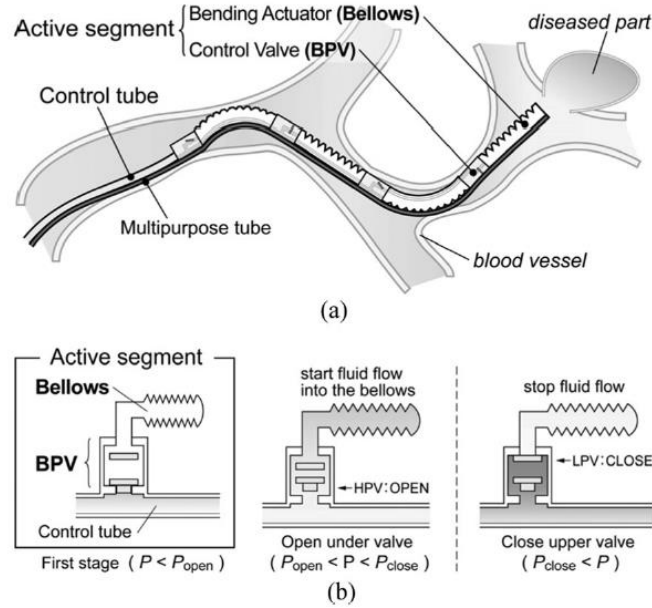 Active segment
Bending Actuator (Bellows)
Control Valve (BPV)
diseased part
Control tube
Multipurpose tube
blood vessel
(a)
Active segment
Bellows
BPV
Control tube
First stage ( P < Popen )
start fluid flow
into the bellows
HPV:OPEN
Open under valve
( Popen < P < Pclose )
stop fluid flow
LPV:CLOSE
Close upper valve
( Pclose < P )
(b)